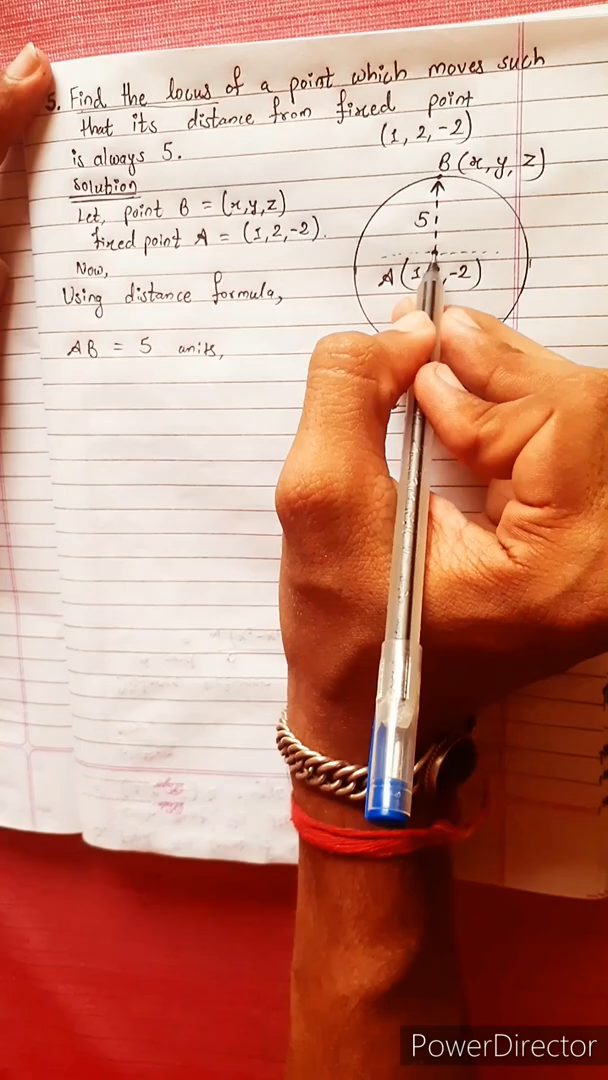 5. Find the locus of a point which moves such
that its distance from fixed point
(1, 2, -2)
is always 5.
Solution
B (x, y, z)
Let, point B = (x, y, z)
fixed point A = (1, 2, -2).
5
Now,
A (1 , -2)
Using distance formula,
AB = 5 units,
PowerDirector